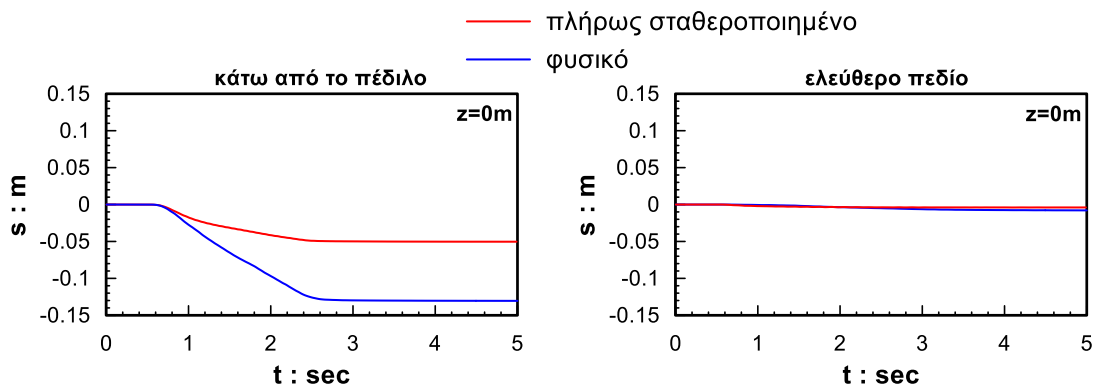 πλήρως σταθεροποιημένο
φυσικό
κάτω από το πέδιλο
z=0m
0.15
0.1
0.05
0
-0.05
-0.1
-0.15
s : m
0 1 2 3 4 5
t : sec
ελεύθερο πεδίο
z=0m
0.15
0.1
0.05
0
-0.05
-0.1
-0.15
s : m
0 1 2 3 4 5
t : sec